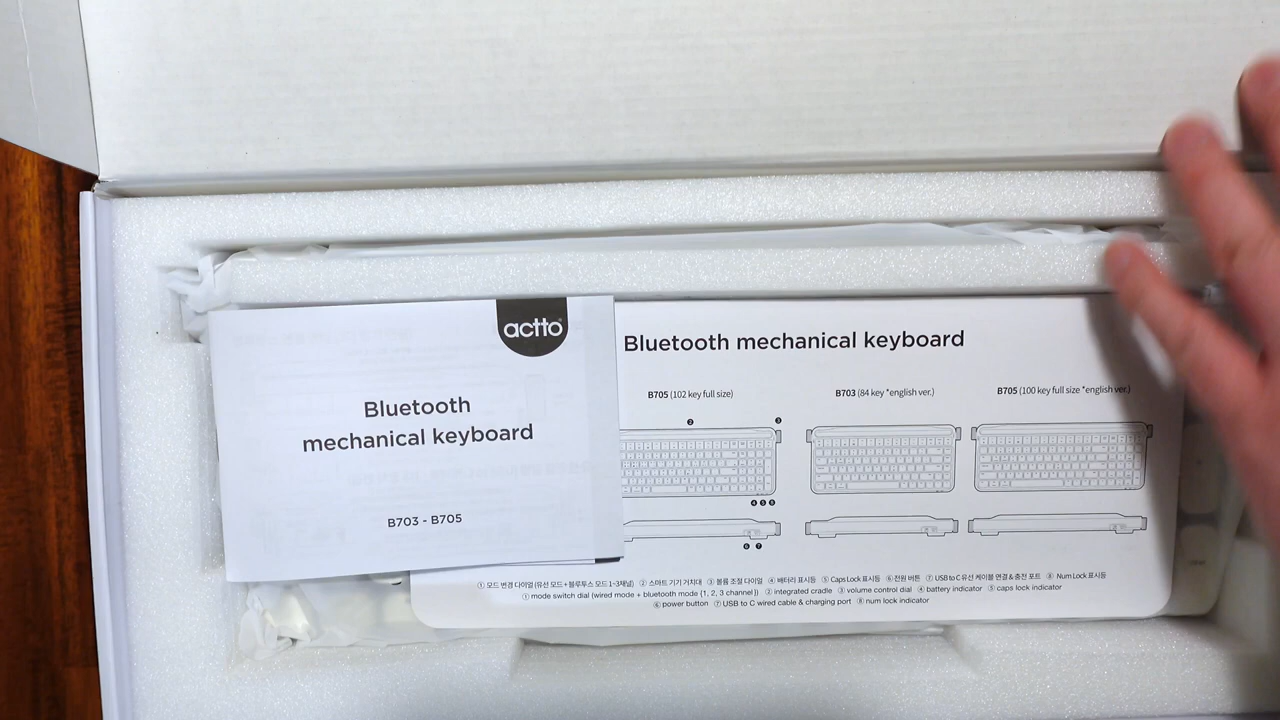 actto
Bluetooth
mechanical keyboard
B703 - B705
Bluetooth mechanical keyboard
B705 (102 key full size)
B703 (84 key *english ver.)
B705 (100 key full size *english ver.)
❷
❸
❹ ❺ ❽
❻ ❼
① 모드 변경 다이얼 (유선 모드 + 블루투스 모드 1~3채널) ② 스마트 기기 거치대 ③ 볼륨 조절 다이얼 ④ 배터리 표시등 ⑤ Caps Lock 표시등 ⑥ 전원 버튼 ⑦ USB to C 유선 케이블 연결 & 충전 포트 ⑧ Num Lock 표시등
① mode switch dial (wired mode + bluetooth mode {1, 2, 3 channel}) ② integrated cradle ③ volume control dial ④ battery indicator ⑤ caps lock indicator
⑥ power button ⑦ USB to C wired cable & charging port ⑧ num lock indicator